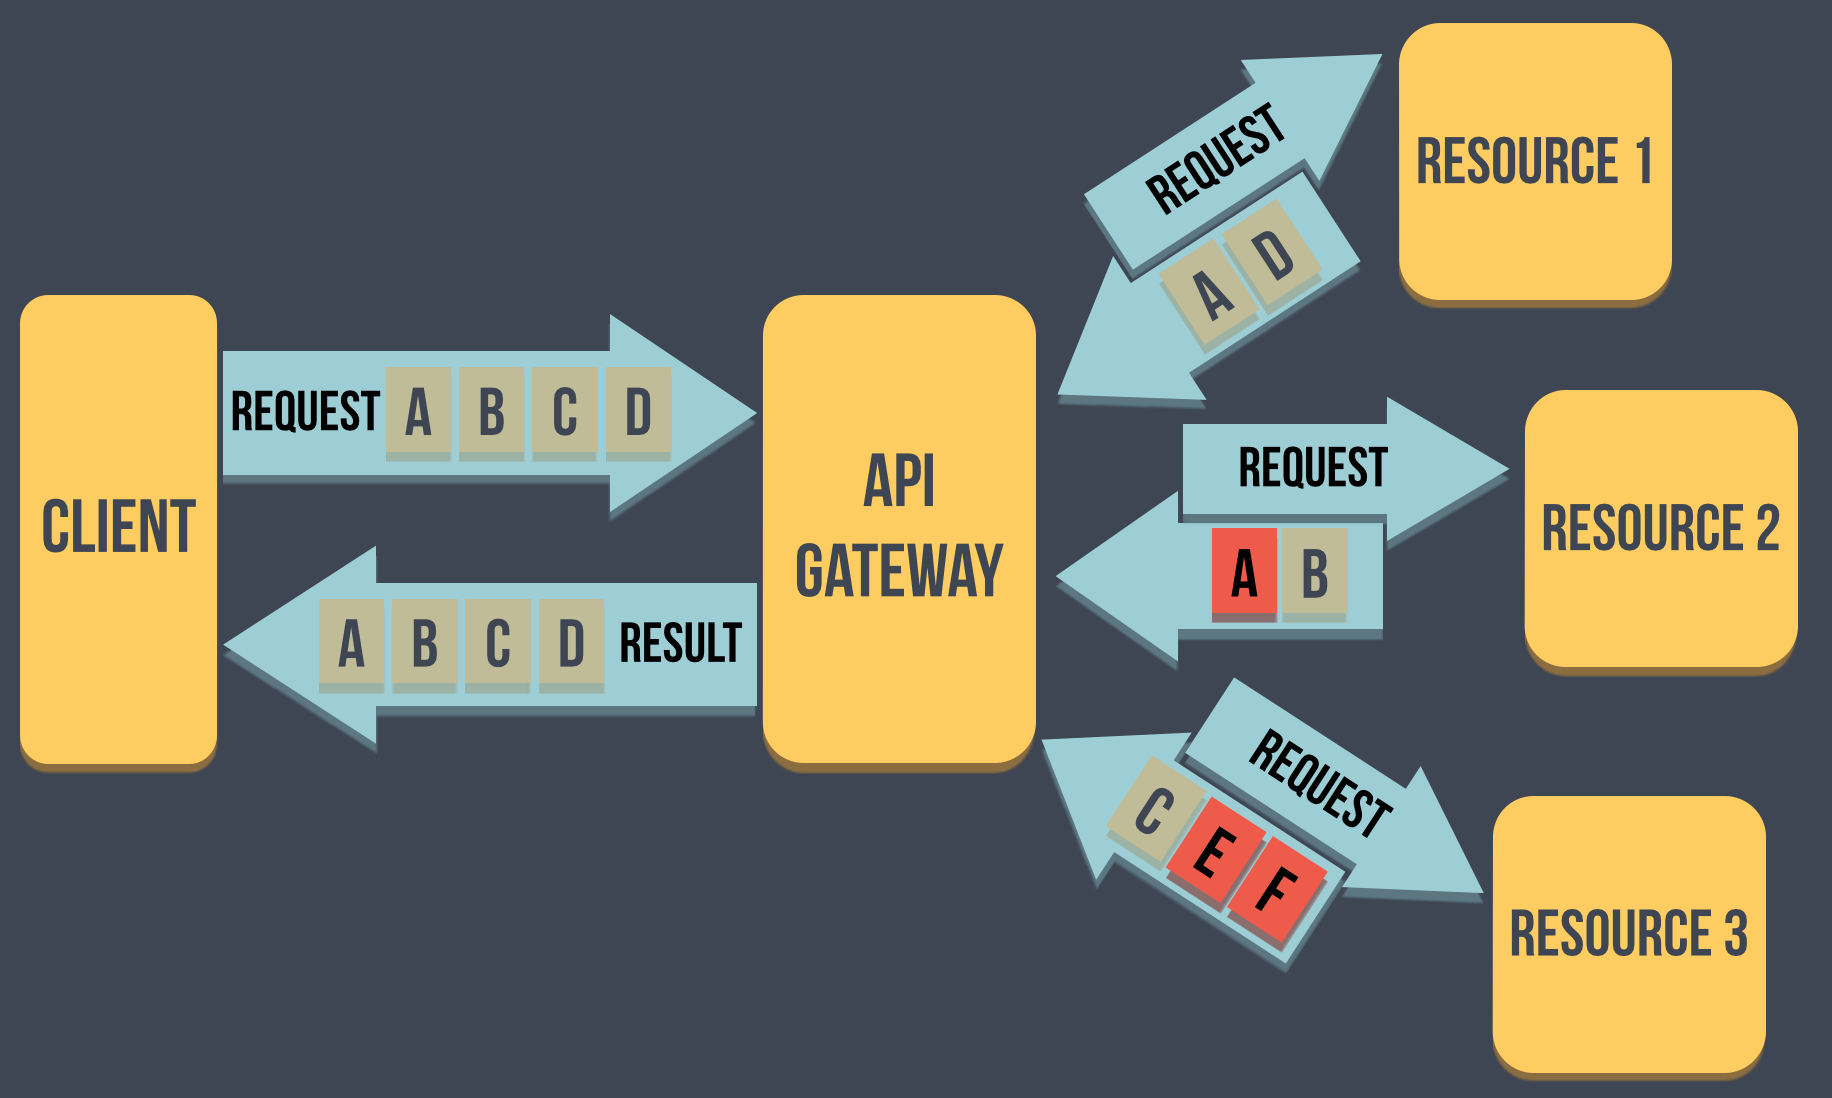 CLIENT
REQUEST A B C D
A B C D RESULT
API
GATEWAY
REQUEST
A D
RESOURCE 1
REQUEST
A B
RESOURCE 2
REQUEST
C E F
RESOURCE 3